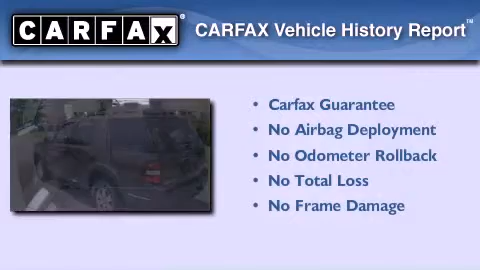 CARFAX® CARFAX Vehicle History Report™
• Carfax Guarantee
• No Airbag Deployment
• No Odometer Rollback
• No Total Loss
• No Frame Damage